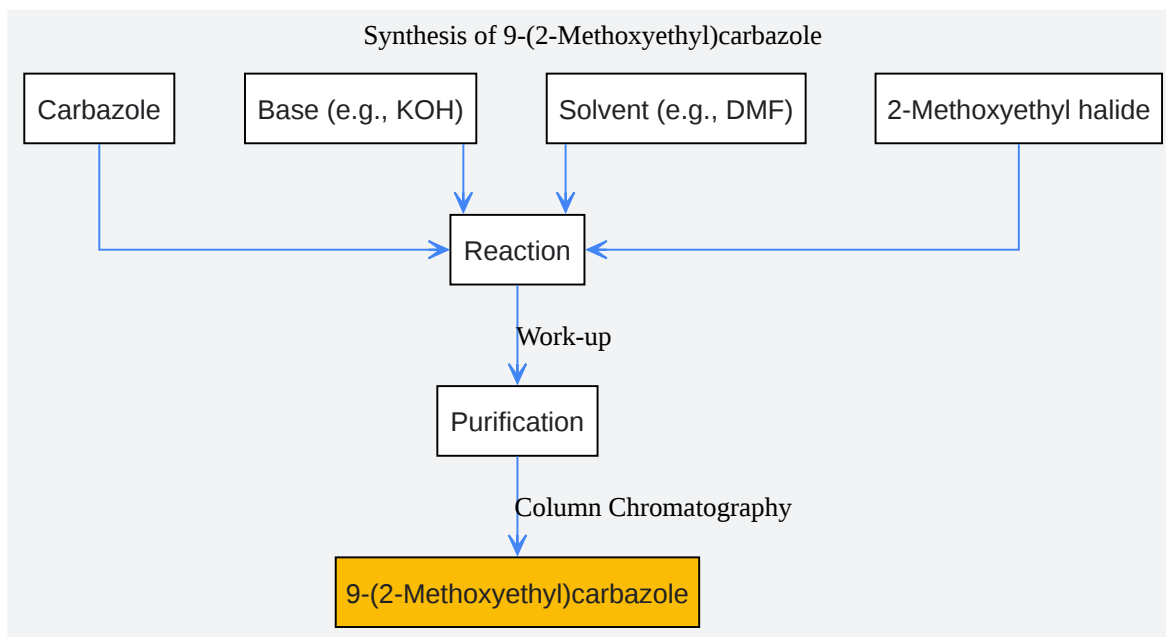 Synthesis of 9-(2-Methoxyethyl)carbazole
Carbazole
Base (e.g., KOH)
Solvent (e.g., DMF)
2-Methoxyethyl halide
Reaction
Work-up
Purification
Column Chromatography
9-(2-Methoxyethyl)carbazole